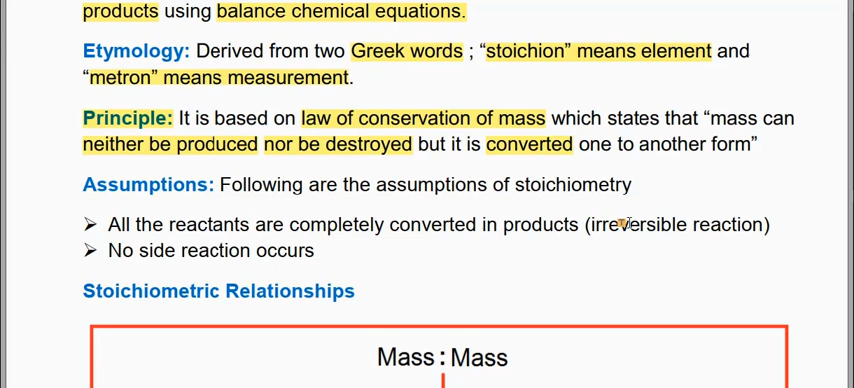 products using balance chemical equations.
Etymology: Derived from two Greek words ; “stoichion” means element and
“metron” means measurement.
Principle: It is based on law of conservation of mass which states that “mass can
neither be produced nor be destroyed but it is converted one to another form”
Assumptions: Following are the assumptions of stoichiometry
➢ All the reactants are completely converted in products (irreversible reaction)
➢ No side reaction occurs
Stoichiometric Relationships
Mass : Mass